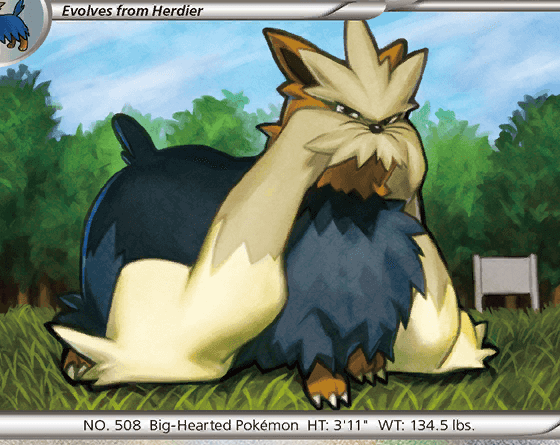 Evolves from Herdier
NO. 508 Big-Hearted Pokémon HT: 3'11" WT: 134.5 lbs.